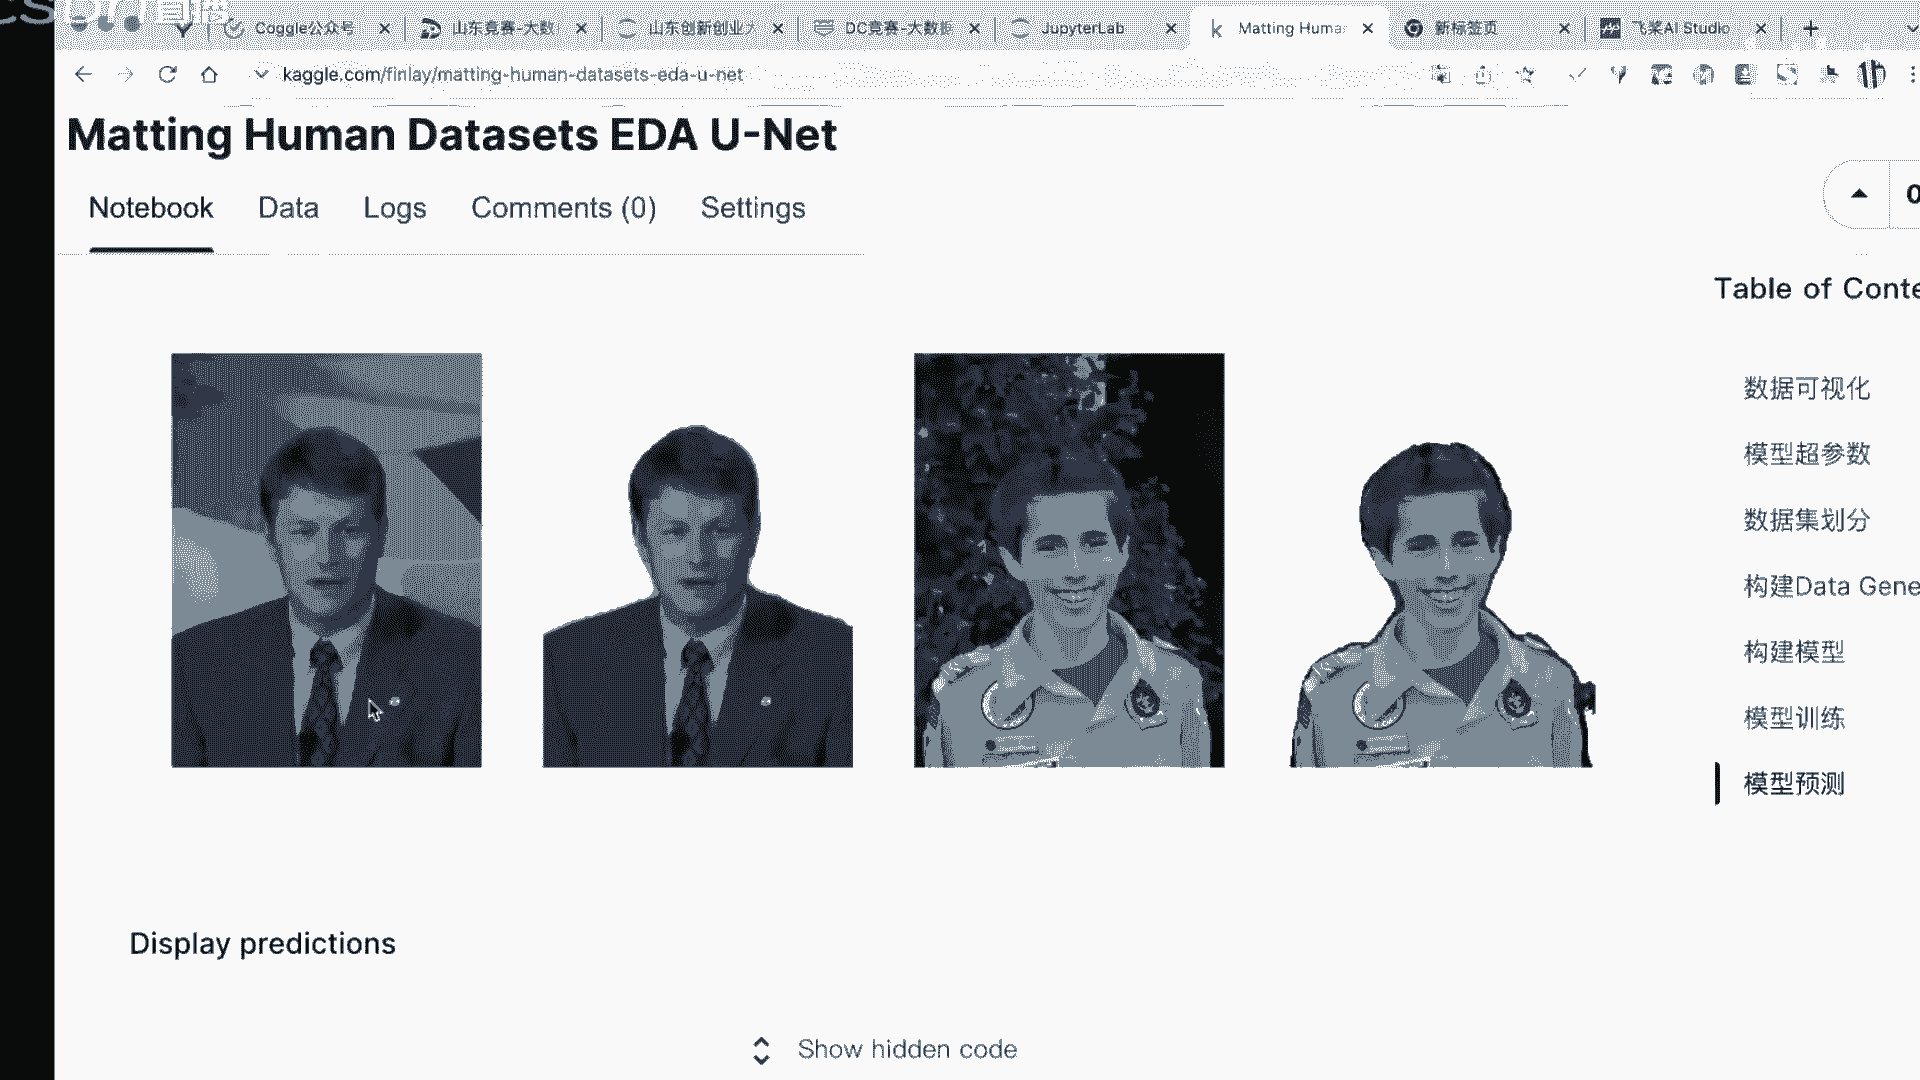 Coggle公众号
山东竞赛-大数
山东创新创业大
DC竞赛-大数据
JupyterLab
Matting Human
新标签页
飞桨AI Studio
kaggle.com/finlay/matting-human-datasets-eda-u-net
Matting Human Datasets EDA U-Net
Notebook
Data
Logs
Comments (0)
Settings
0
Table of Conte
数据可视化
模型超参数
数据集划分
构建Data Gene
构建模型
模型训练
模型预测
Display predictions
Show hidden code